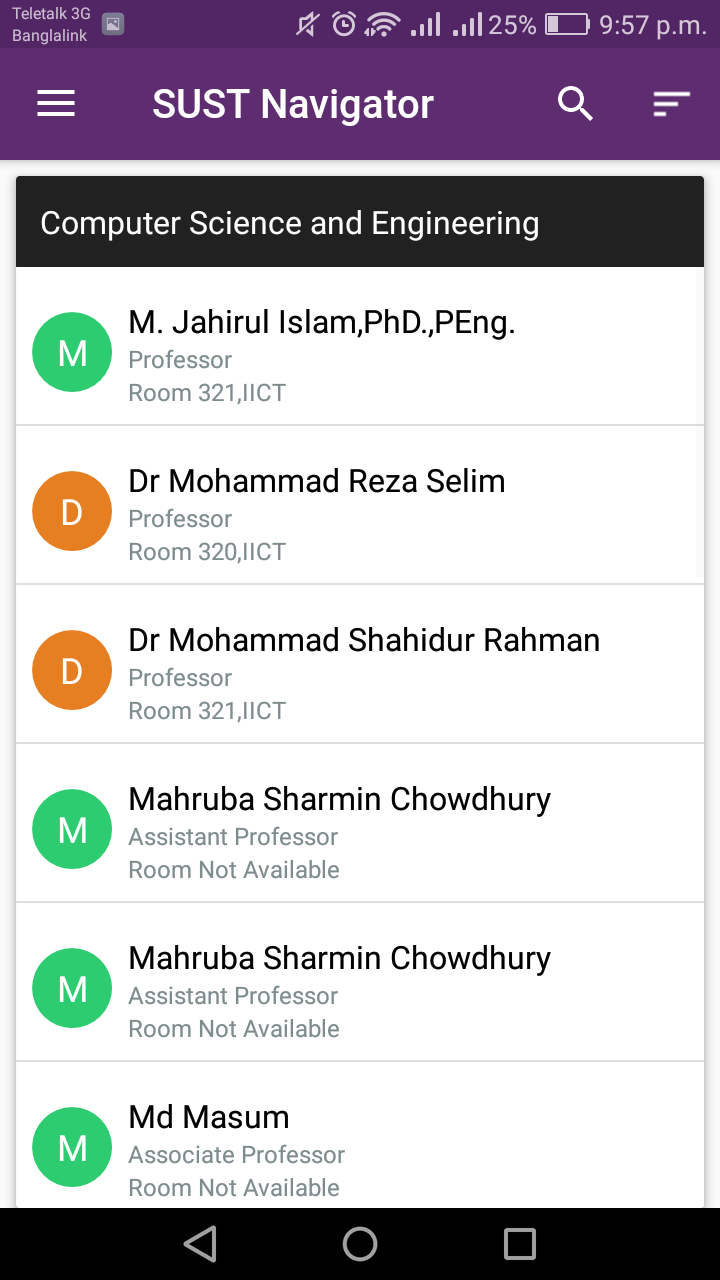 Teletalk 3G
Banglalink
25%
9:57 p.m.
SUST Navigator
Computer Science and Engineering
M
M. Jahirul Islam,PhD.,PEng.
Professor
Room 321,IICT
D
Dr Mohammad Reza Selim
Professor
Room 320,IICT
D
Dr Mohammad Shahidur Rahman
Professor
Room 321,IICT
M
Mahruba Sharmin Chowdhury
Assistant Professor
Room Not Available
M
Mahruba Sharmin Chowdhury
Assistant Professor
Room Not Available
M
Md Masum
Associate Professor
Room Not Available